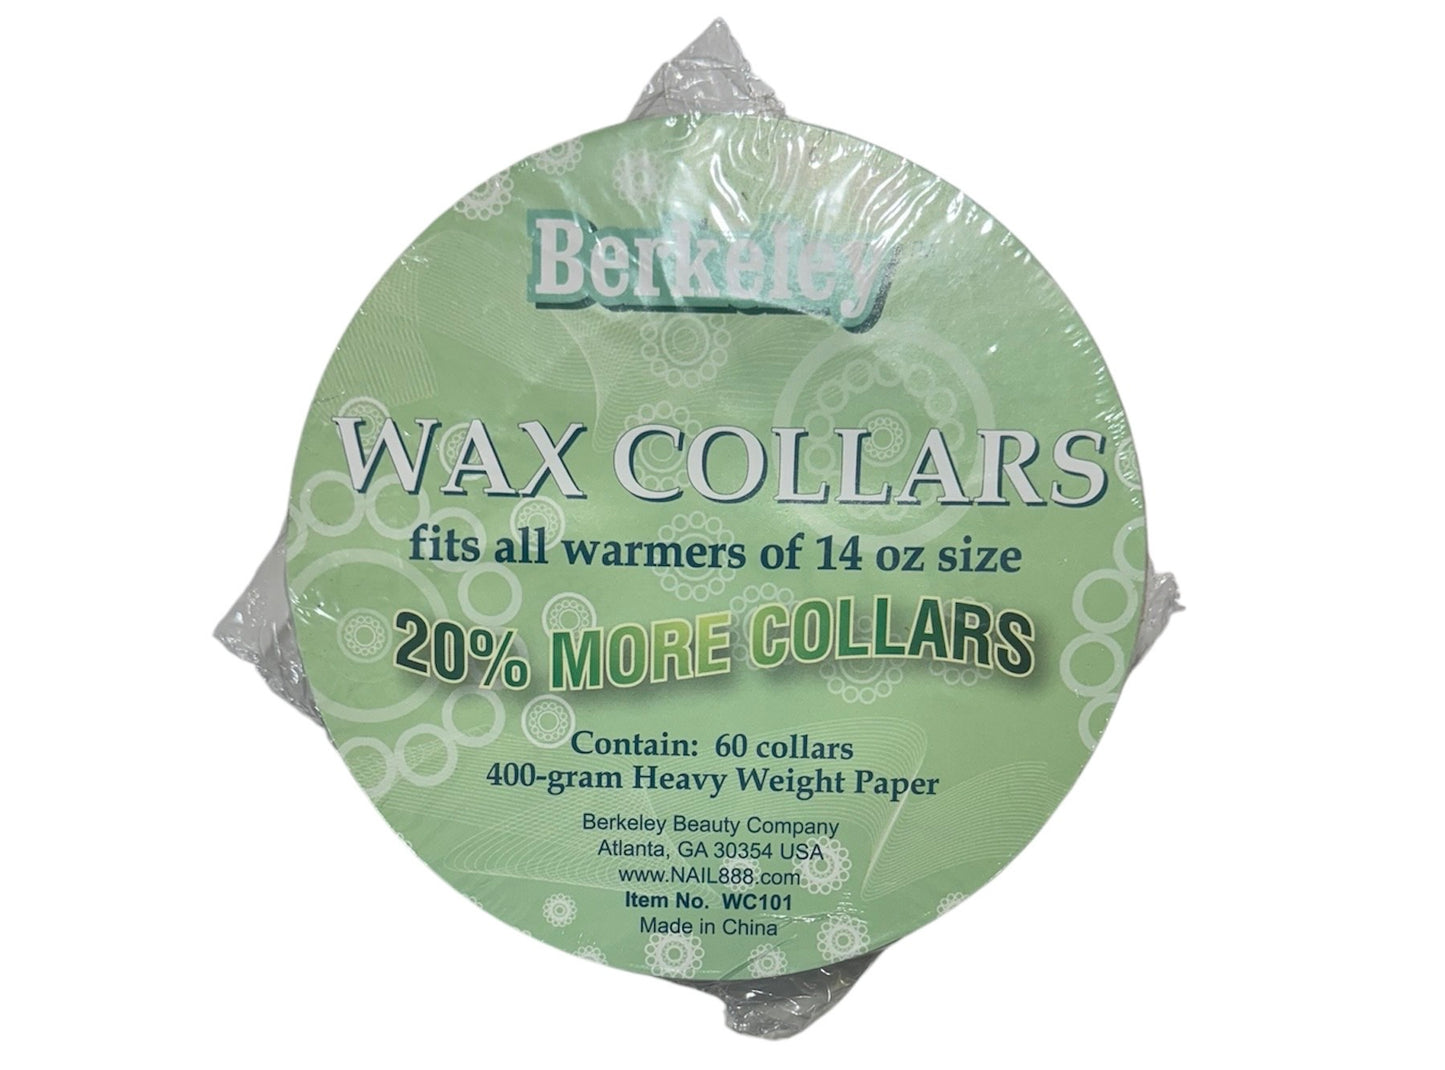 Berkeley
WAX COLLARS
fits all warmers of 14 oz size
20% MORE COLLARS
Contain: 60 collars
400-gram Heavy Weight Paper
Berkeley Beauty Company
Atlanta, GA 30354 USA
www.NAIL888.com
Item No. WC101
Made in China